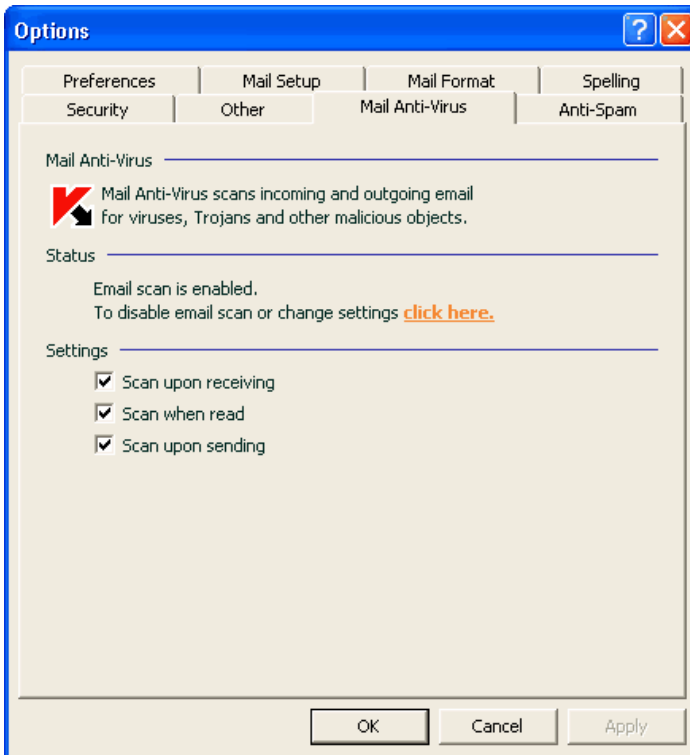 Options
Preferences Mail Setup Mail Format Spelling
Security Other Mail Anti-Virus Anti-Spam
Mail Anti-Virus
Mail Anti-Virus scans incoming and outgoing email
for viruses, Trojans and other malicious objects.
Status
Email scan is enabled.
To disable email scan or change settings click here.
Settings
Scan upon receiving
Scan when read
Scan upon sending
OK Cancel Apply